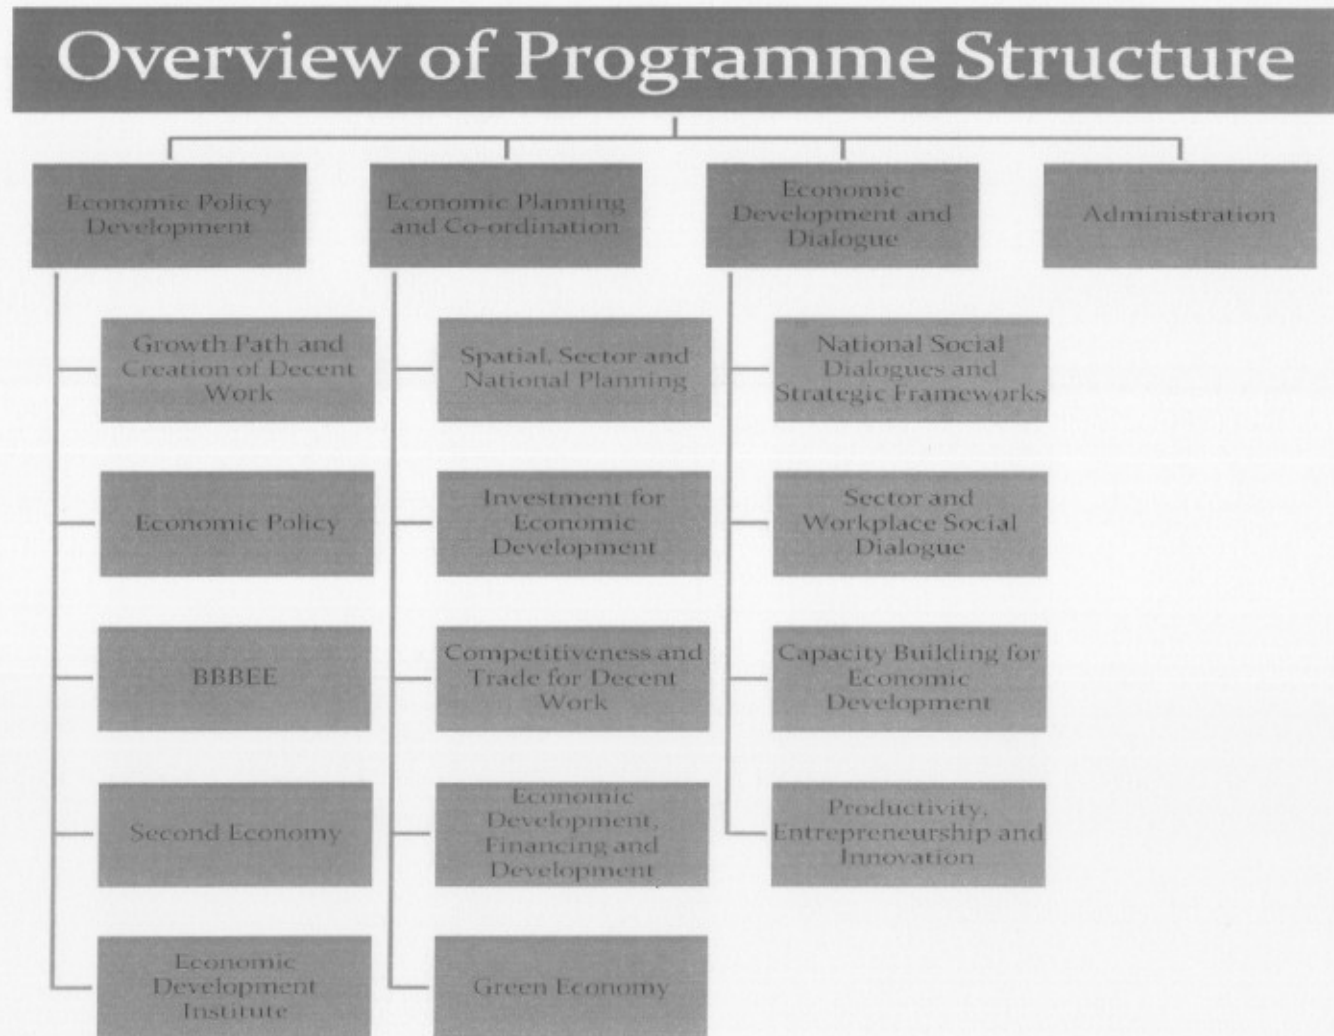 Overview of Programme Structure
Economic Policy
Development
Economic Planning
and Co-ordination
Economic
Development and
Dialogue
Administration
Growth Path and
Creation of Decent
Work
Economic Policy
BBBEE
Second Economy
Economic
Development
Institute
Spatial, Sector and
National Planning
Investment for
Economic
Development
Competitiveness and
Trade for Decent
Work
Economic
Development,
Financing and
Development
Green Economy
National Social
Dialogues and
Strategic Frameworks
Sector and
Workplace Social
Dialogue
Capacity Building for
Economic
Development
Productivity,
Entrepreneurship and
Innovation